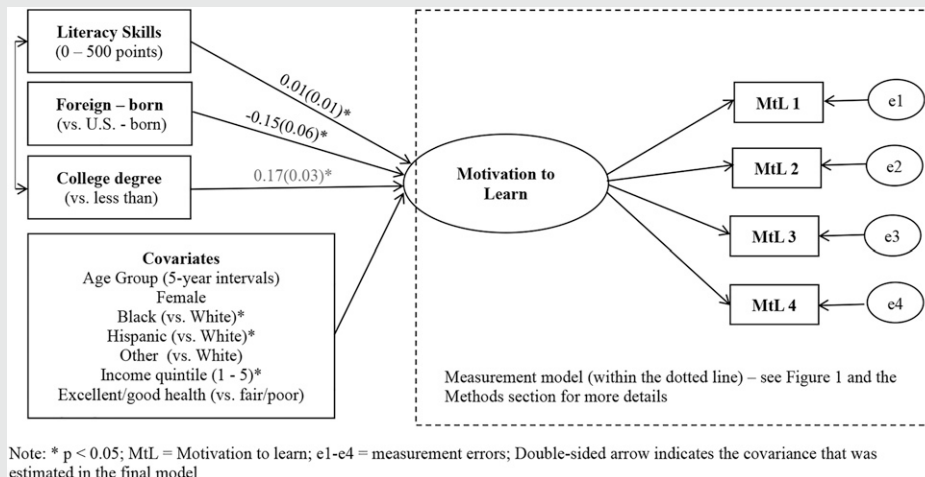 Literacy Skills
(0 – 500 points)
Foreign – born
(vs. U.S. - born)
College degree
(vs. less than)
0.01(0.01)*
-0.15(0.06)*
0.17(0.03)*
Covariates
Age Group (5-year intervals)
Female
Black (vs. White)*
Hispanic (vs. White)*
Other (vs. White)
Income quintile (1 - 5)*
Excellent/good health (vs. fair/poor)
Motivation to
Learn
MtL 1
e1
MtL 2
e2
MtL 3
e3
MtL 4
e4
Measurement model (within the dotted line) – see Figure 1 and the
Methods section for more details
Note: * p < 0.05; MtL = Motivation to learn; e1-e4 = measurement errors; Double-sided arrow indicates the covariance that was
estimated in the final model